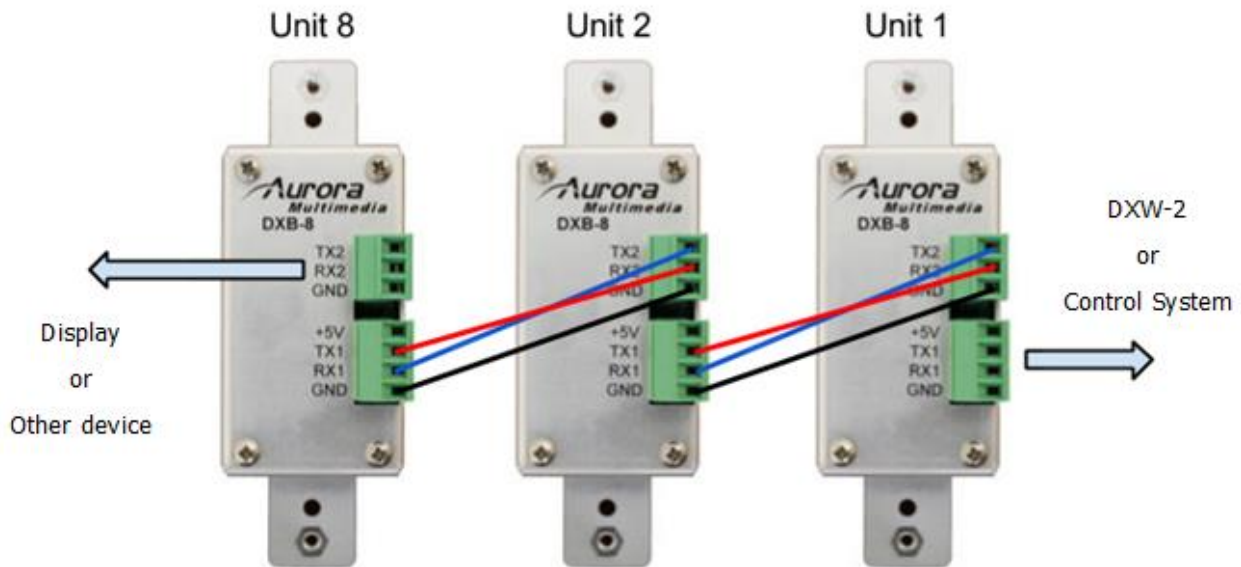 Unit 8
Unit 2
Unit 1
Aurora
Multimedia
DXB-8
TX2
RX2
GND
+5V
TX1
RX1
GND
Aurora
Multimedia
DXB-8
TX2
RX2
GND
+5V
TX1
RX1
GND
Aurora
Multimedia
DXB-8
TX2
RX2
GND
+5V
TX1
RX1
GND
Display
or
Other device
DXW-2
or
Control System